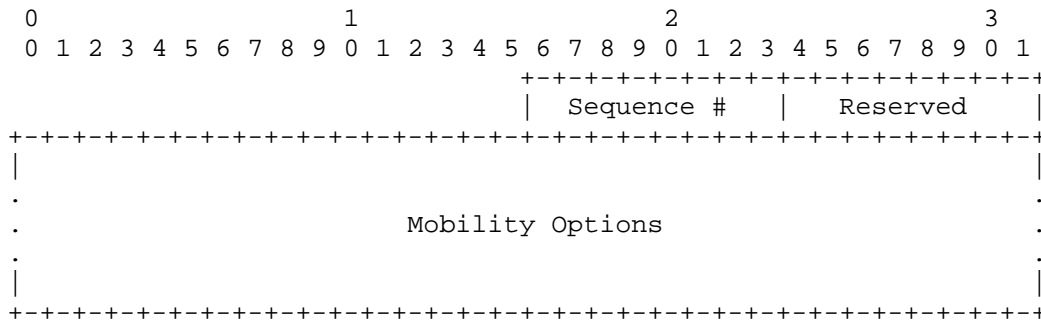 0                   1                   2                   3
 0 1 2 3 4 5 6 7 8 9 0 1 2 3 4 5 6 7 8 9 0 1 2 3 4 5 6 7 8 9 0 1
                                +-+-+-+-+-+-+-+-+-+-+-+-+-+-+-+-+
                                |  Sequence #   |   Reserved    |
+-+-+-+-+-+-+-+-+-+-+-+-+-+-+-+-+-+-+-+-+-+-+-+-+-+-+-+-+-+-+-+-+
|                                                               |
.                                                               .
.                        Mobility Options                       .
.                                                               .
|                                                               |
+-+-+-+-+-+-+-+-+-+-+-+-+-+-+-+-+-+-+-+-+-+-+-+-+-+-+-+-+-+-+-+-+